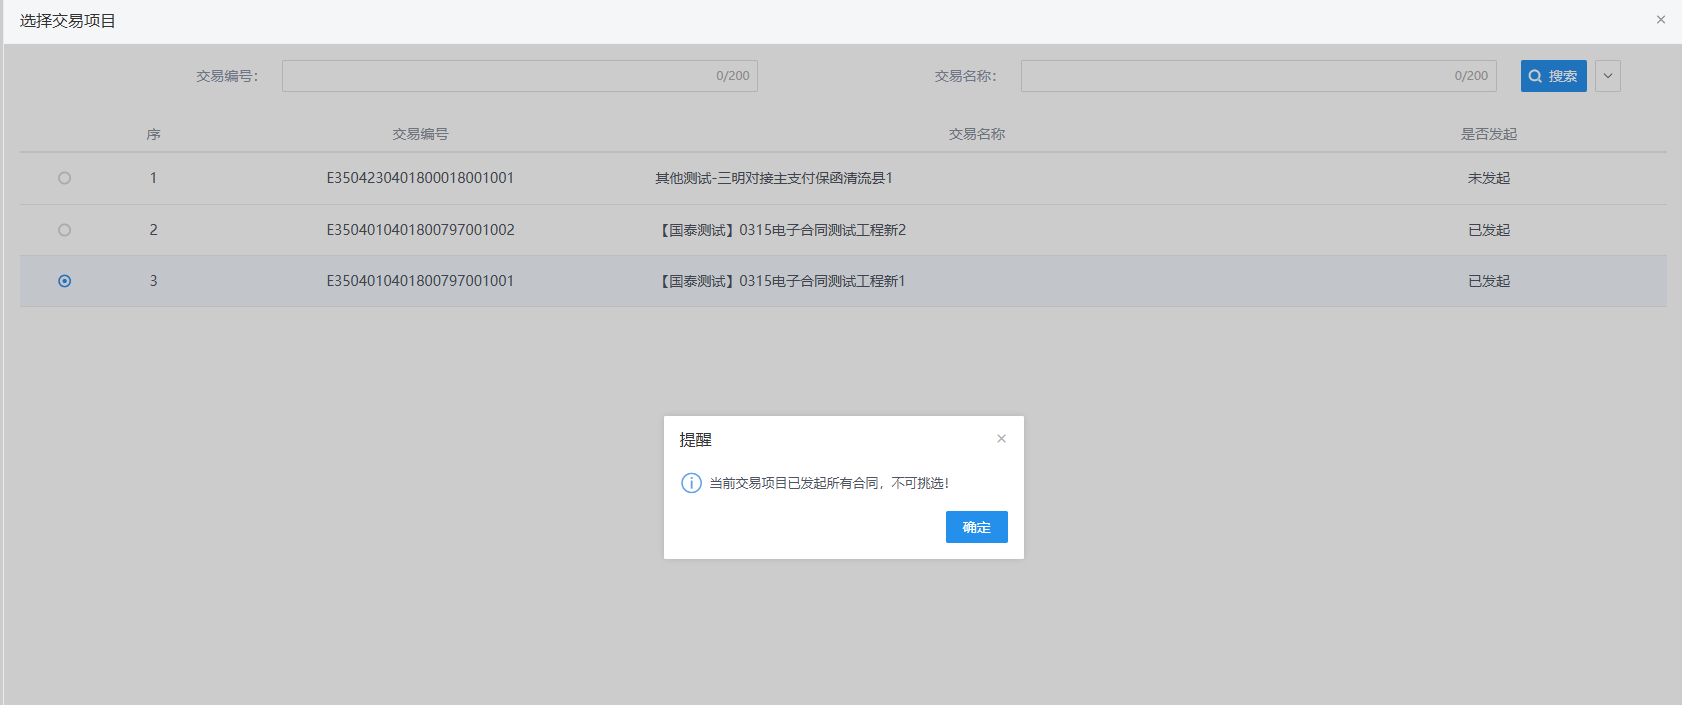 选择交易项目
交易编号： 0/200 交易名称： 0/200 搜索
序 交易编号 交易名称 是否发起
1 E3504230401800018001001 其他测试-三明对接主支付保函清流县1 未发起
2 E3504010401800797001002 【国泰测试】0315电子合同测试工程新2 已发起
3 E3504010401800797001001 【国泰测试】0315电子合同测试工程新1 已发起
提醒
当前交易项目已发起所有合同，不可挑选！
确定